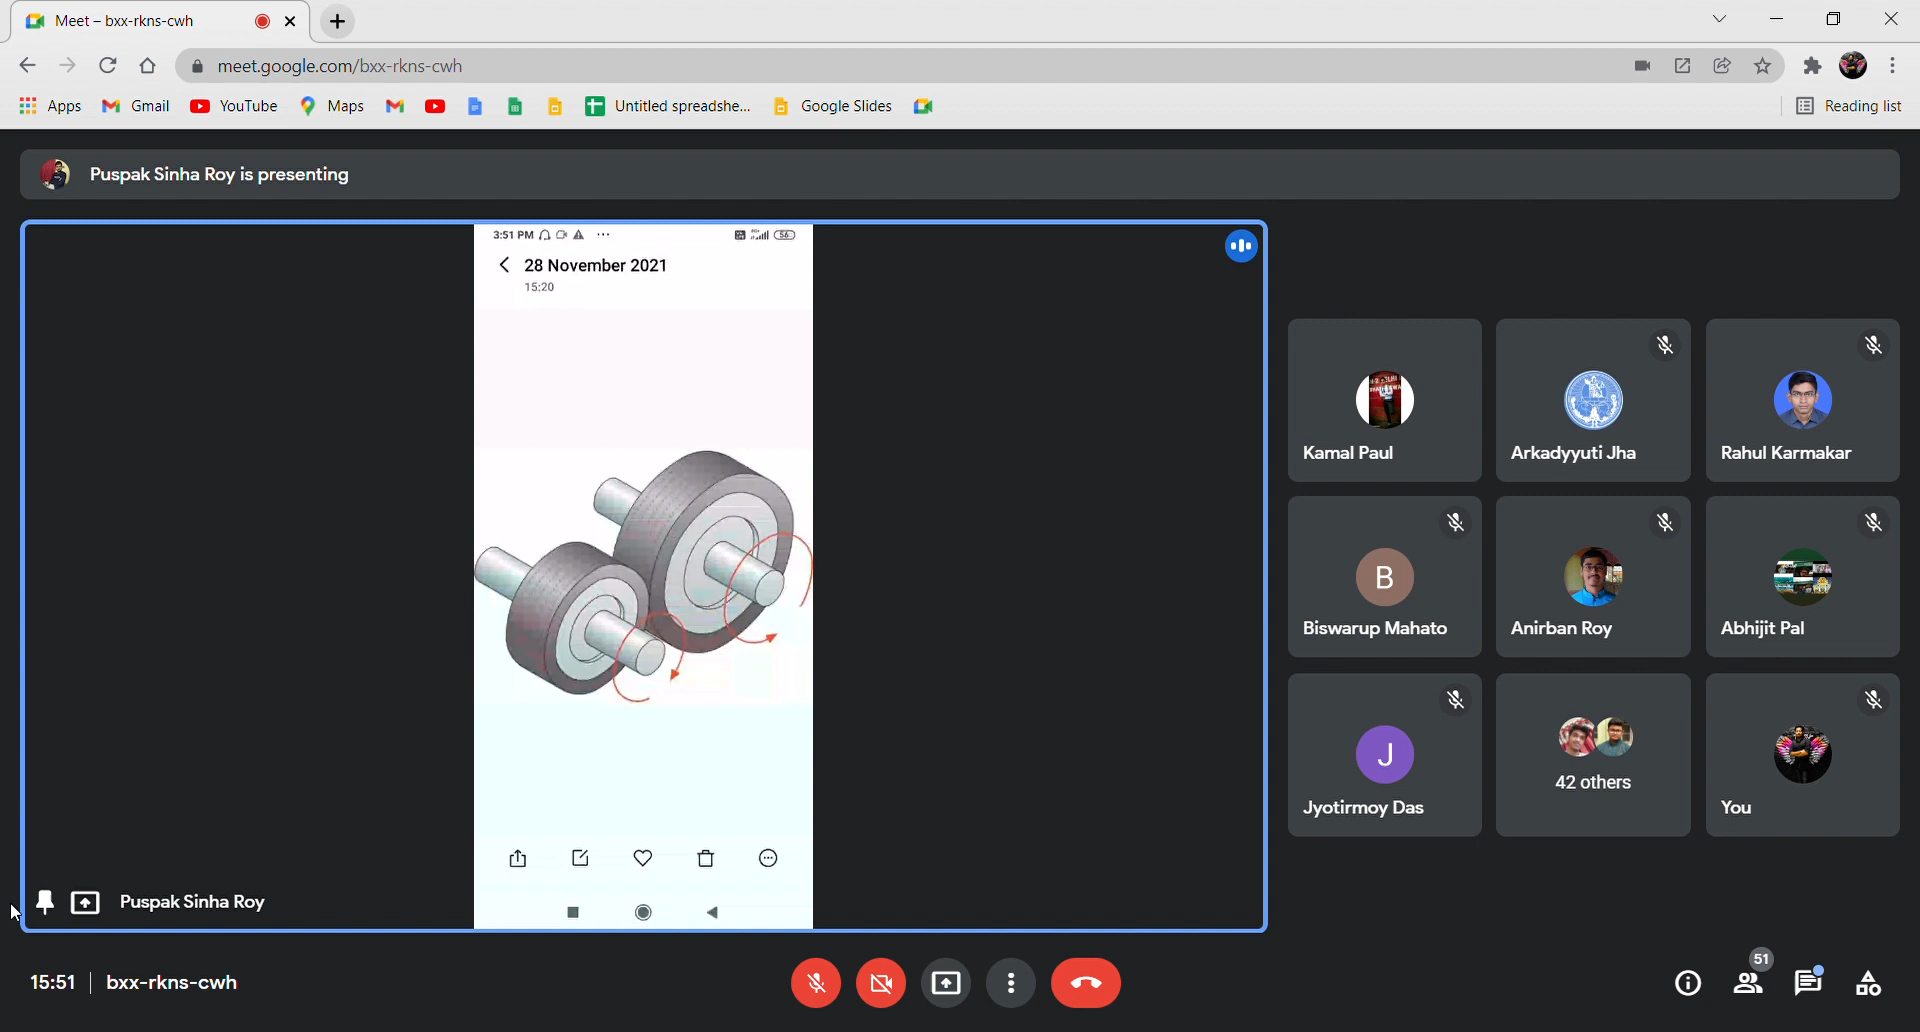 Meet – bxx-rkns-cwh
meet.google.com/bxx-rkns-cwh
Apps Gmail YouTube Maps Untitled spreadshe... Google Slides Reading list
Puspak Sinha Roy is presenting
3:51 PM ... 56
28 November 2021
15:20
Kamal Paul
Arkadyyuti Jha
Rahul Karmakar
B
Biswarup Mahato
Anirban Roy
Abhijit Pal
J
Jyotirmoy Das
42 others
You
Puspak Sinha Roy
15:51 | bxx-rkns-cwh
51